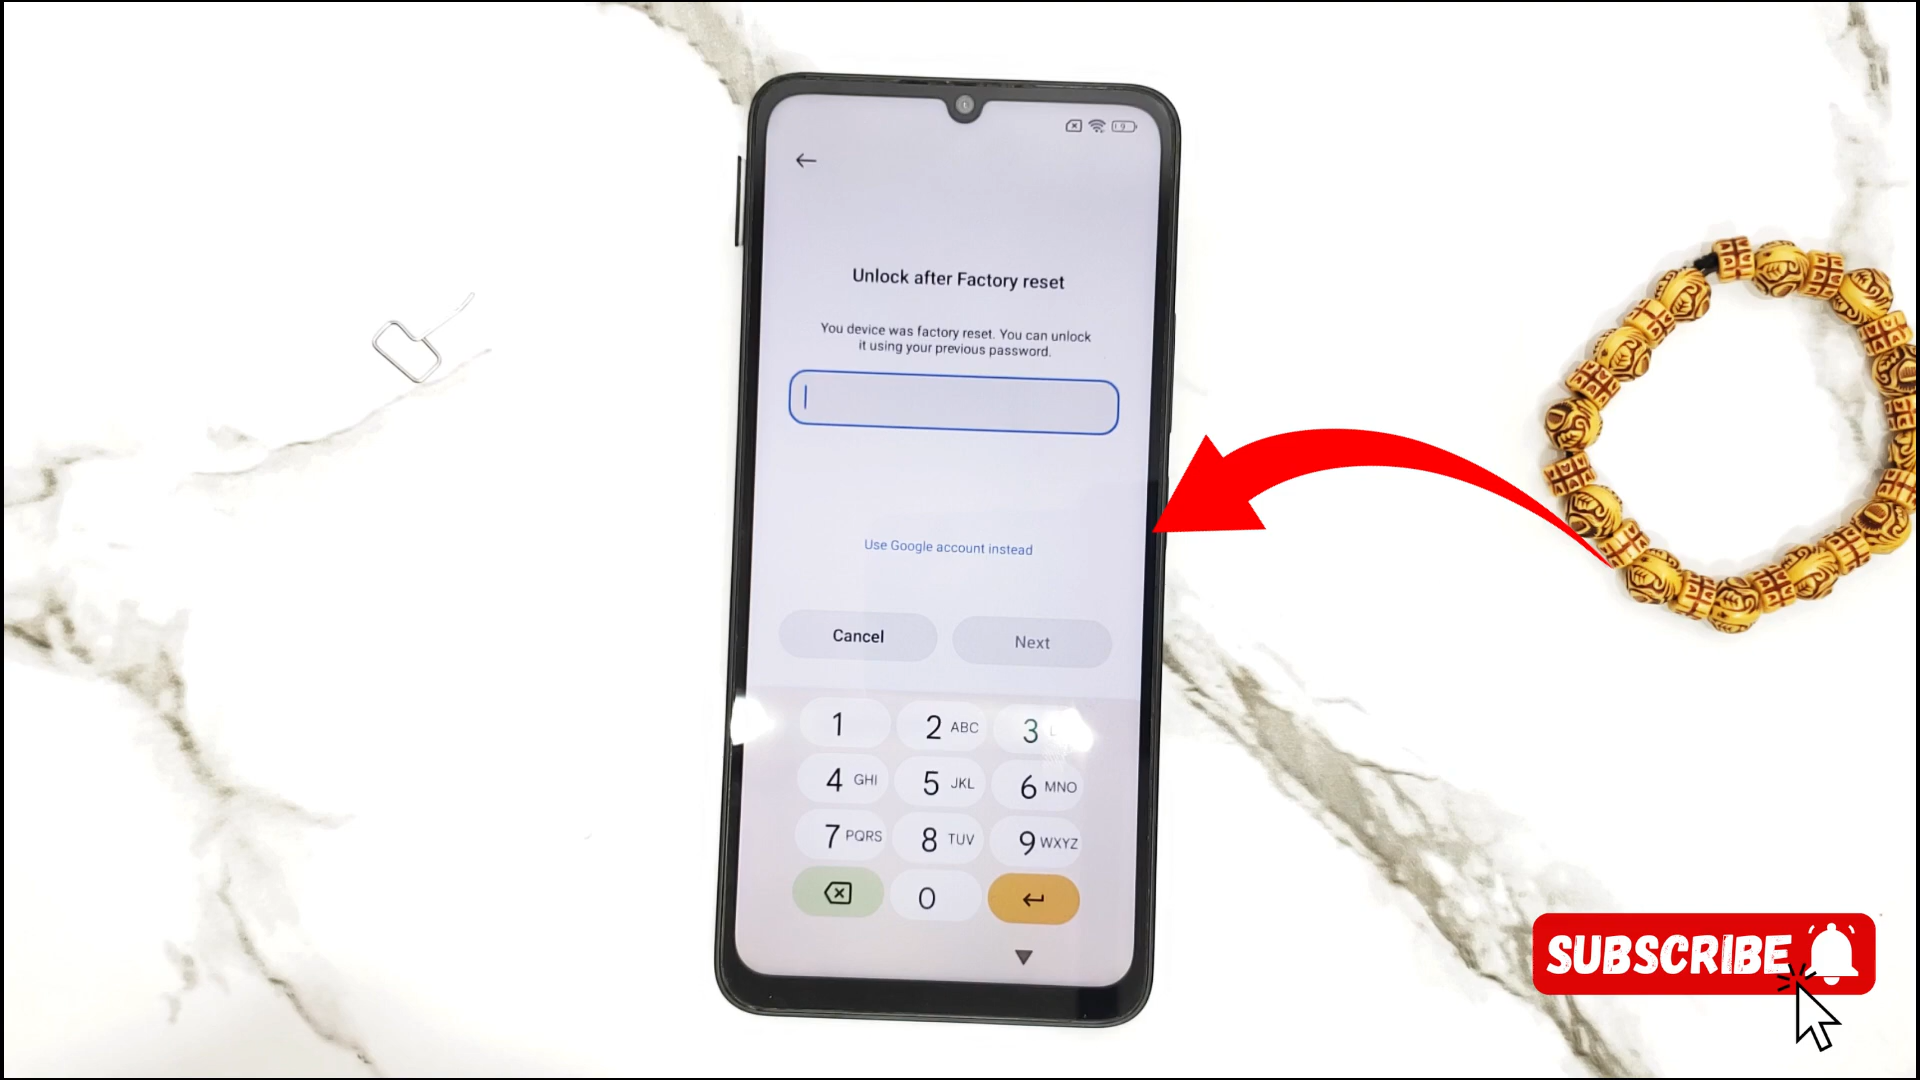 Unlock after Factory reset
You device was factory reset. You can unlock
it using your previous password.
Use Google account instead
Cancel
Next
1
2 ABC
3
4 GHI
5 JKL
6 MNO
7 PQRS
8 TUV
9 WXYZ
0
SUBSCRIBE